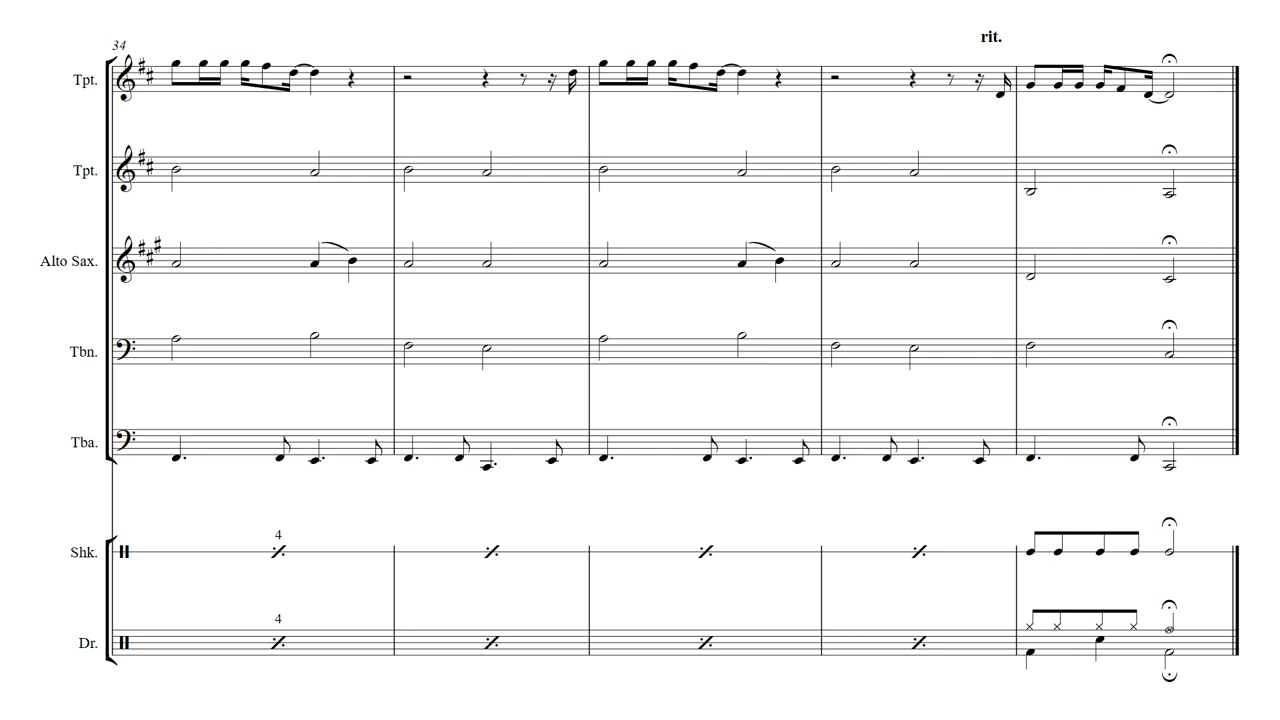 34
rit.
Tpt.
Tpt.
Alto Sax.
Tbn.
Tba.
4
Shk.
4
Dr.